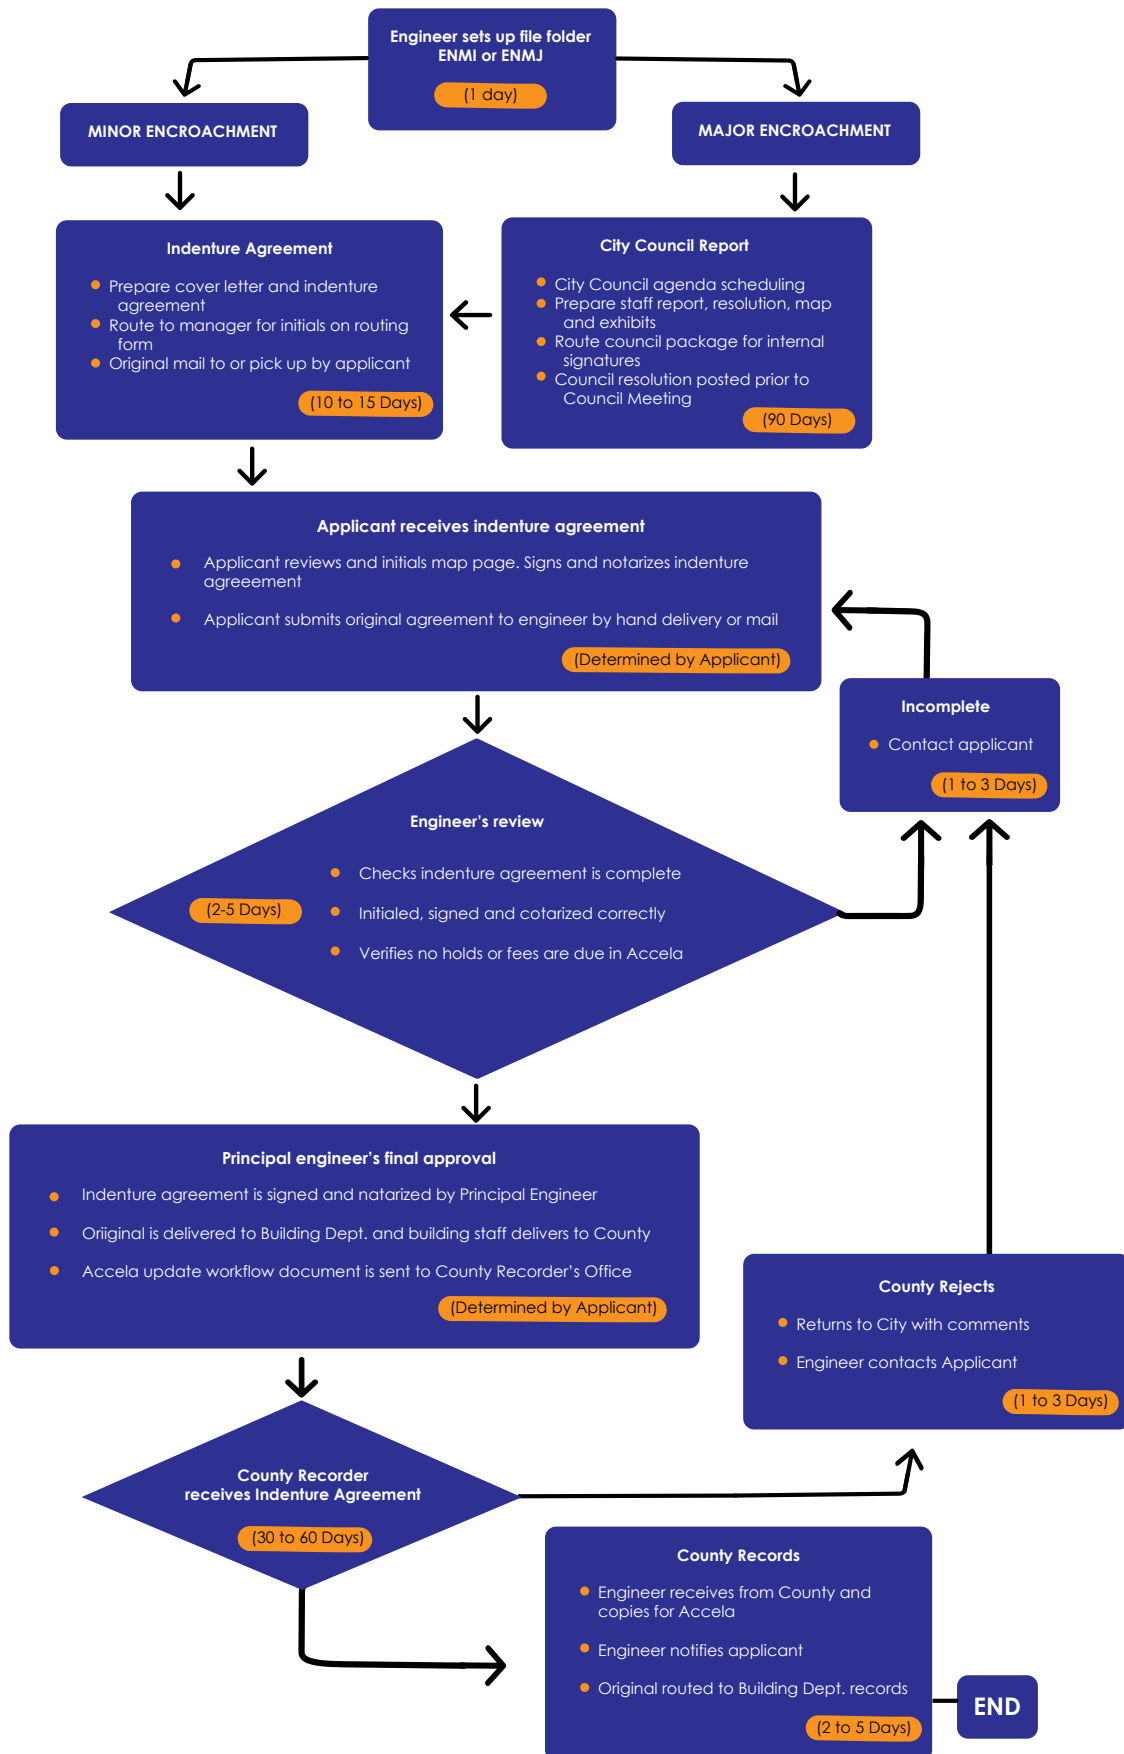 Engineer sets up file folder
ENMI or ENMJ
(1 day)
MINOR ENCROACHMENT
MAJOR ENCROACHMENT
Indenture Agreement
Prepare cover letter and indenture
agreement
Route to manager for initials on routing
form
Original mail to or pick up by applicant
(10 to 15 Days)
City Council Report
City Council agenda scheduling
Prepare staff report, resolution, map
and exhibits
Route council package for internal
signatures
Council resolution posted prior to
Council Meeting
(90 Days)
Applicant receives indenture agreement
Applicant reviews and initials map page. Signs and notarizes indenture
agreeement
Applicant submits original agreement to engineer by hand delivery or mail
(Determined by Applicant)
Incomplete
Contact applicant
(1 to 3 Days)
Engineer's review
Checks indenture agreement is complete
(2-5 Days)
Initialed, signed and cotarized correctly
Verifies no holds or fees are due in Accela
Principal engineer's final approval
Indenture agreement is signed and natarized by Principal Engineer
Oriiginal is delivered to Building Dept. and building staff delivers to County
Accela update workflow document is sent to County Recorder's Office
(Determined by Applicant)
County Rejects
Returns to City with comments
Engineer contacts Applicant
(1 to 3 Days)
County Recorder
receives Indenture Agreement
(30 to 60 Days)
County Records
Engineer receives from County and
copies for Accela
Engineer notifies applicant
Original routed to Building Dept. records
(2 to 5 Days)
END